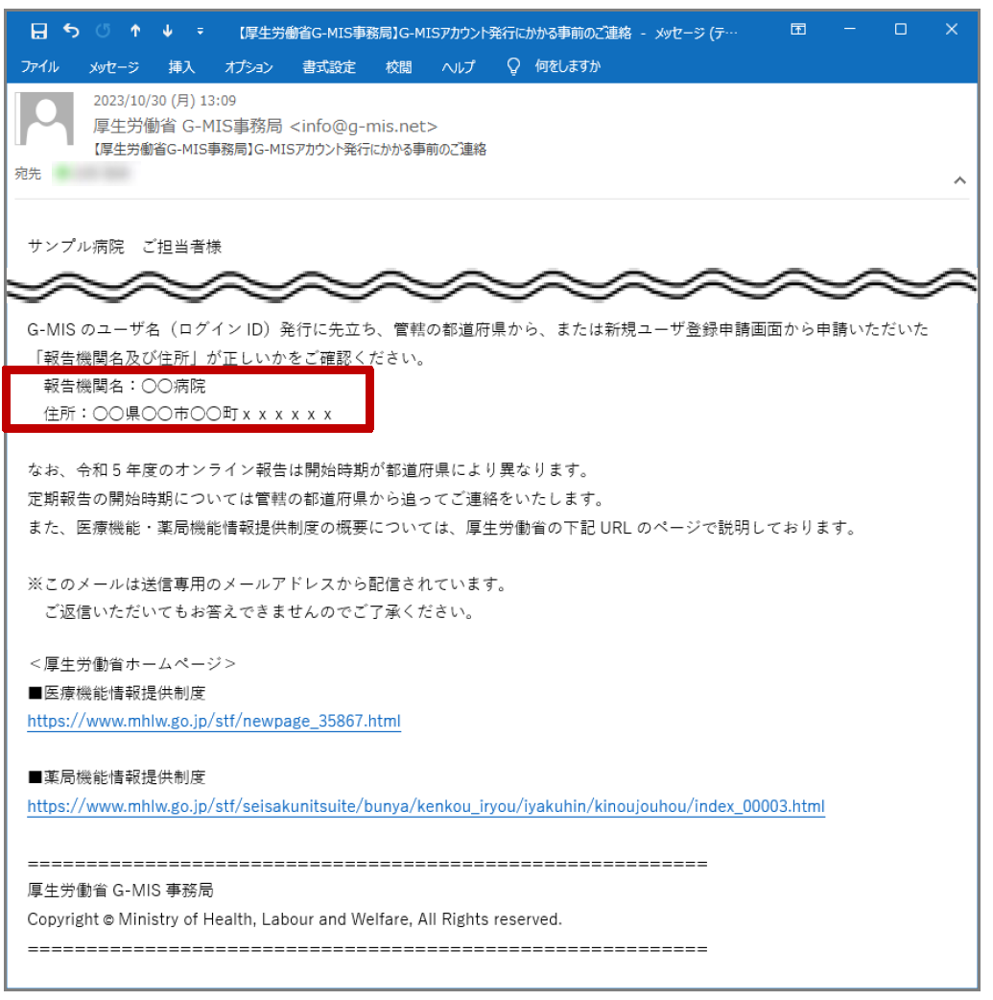 【厚生労働省G-MIS事務局】G-MISアカウント発行にかかる事前のご連絡 - メッセージ (テ…
ファイル メッセージ 挿入 オプション 書式設定 校閲 ヘルプ 何をしますか
2023/10/30 (月) 13:09
厚生労働省 G-MIS事務局 <info@g-mis.net>
【厚生労働省G-MIS事務局】G-MISアカウント発行にかかる事前のご連絡
宛先
サンプル病院　ご担当者様
G-MIS のユーザ名（ログイン ID）発行に先立ち、管轄の都道府県から、または新規ユーザ登録申請画面から申請いただいた
「報告機関名及び住所」が正しいかをご確認ください。
報告機関名：〇〇病院
住所：〇〇県〇〇市〇〇町ｘｘｘｘｘｘ
なお、令和５年度のオンライン報告は開始時期が都道府県により異なります。
定期報告の開始時期については管轄の都道府県から追ってご連絡をいたします。
また、医療機能・薬局機能情報提供制度の概要については、厚生労働省の下記 URL のページで説明しております。
※このメールは送信専用のメールアドレスから配信されています。
ご返信いただいてもお答えできませんのでご了承ください。
＜厚生労働省ホームページ＞
■医療機能情報提供制度
https://www.mhlw.go.jp/stf/newpage_35867.html
■薬局機能情報提供制度
https://www.mhlw.go.jp/stf/seisakunitsuite/bunya/kenkou_iryou/iyakuhin/kinoujouhou/index_00003.html
==========================================================
厚生労働省 G-MIS 事務局
Copyright © Ministry of Health, Labour and Welfare, All Rights reserved.
==========================================================